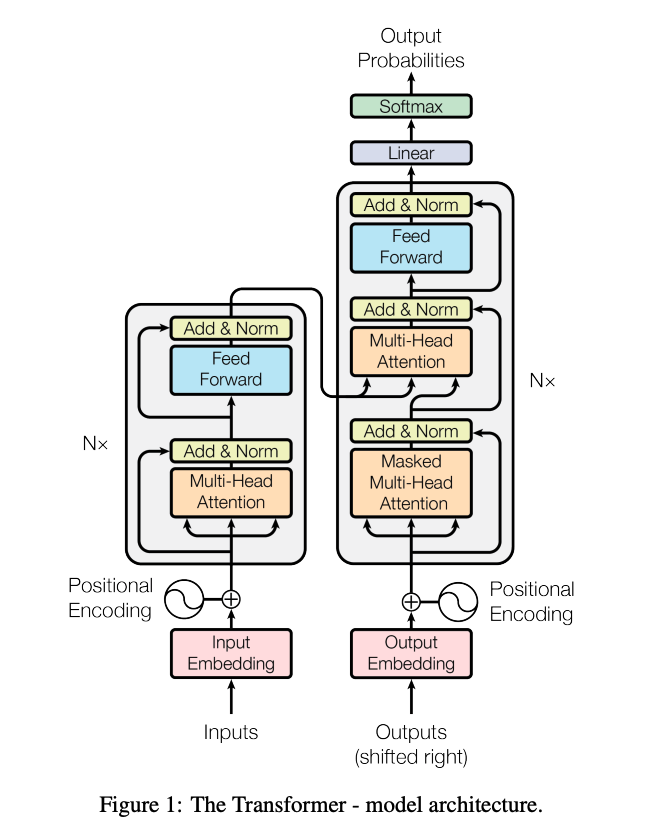 Output
Probabilities
Softmax
Linear
Add & Norm
Feed
Forward
Add & Norm
Multi-Head
Attention
Add & Norm
Masked
Multi-Head
Attention
N×
Add & Norm
Feed
Forward
Add & Norm
Multi-Head
Attention
N×
Positional
Encoding
Positional
Encoding
Input
Embedding
Output
Embedding
Inputs
Outputs
(shifted right)
Figure 1: The Transformer - model architecture.